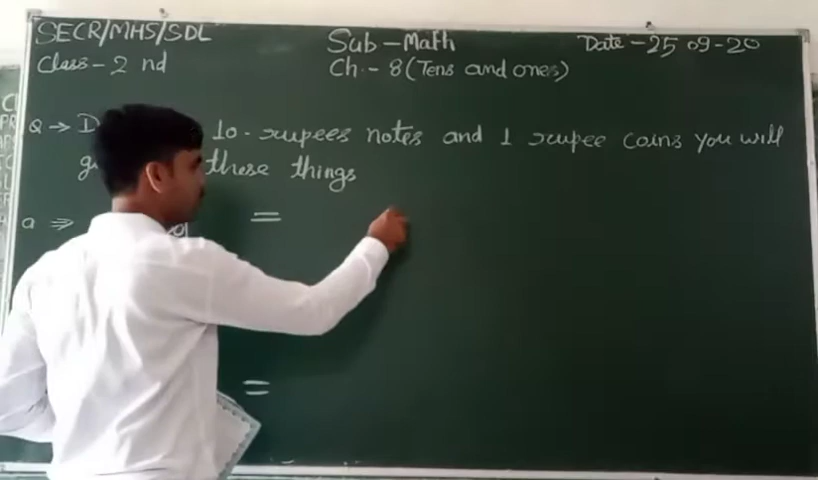 SECR/MHS/SDL
Sub-Math
Date-25 09-20
Class-2 nd
Ch.-8(Tens and ones)
Q → D 10-rupees notes and 1 rupee coins you will
these things
a ⇒ =
=